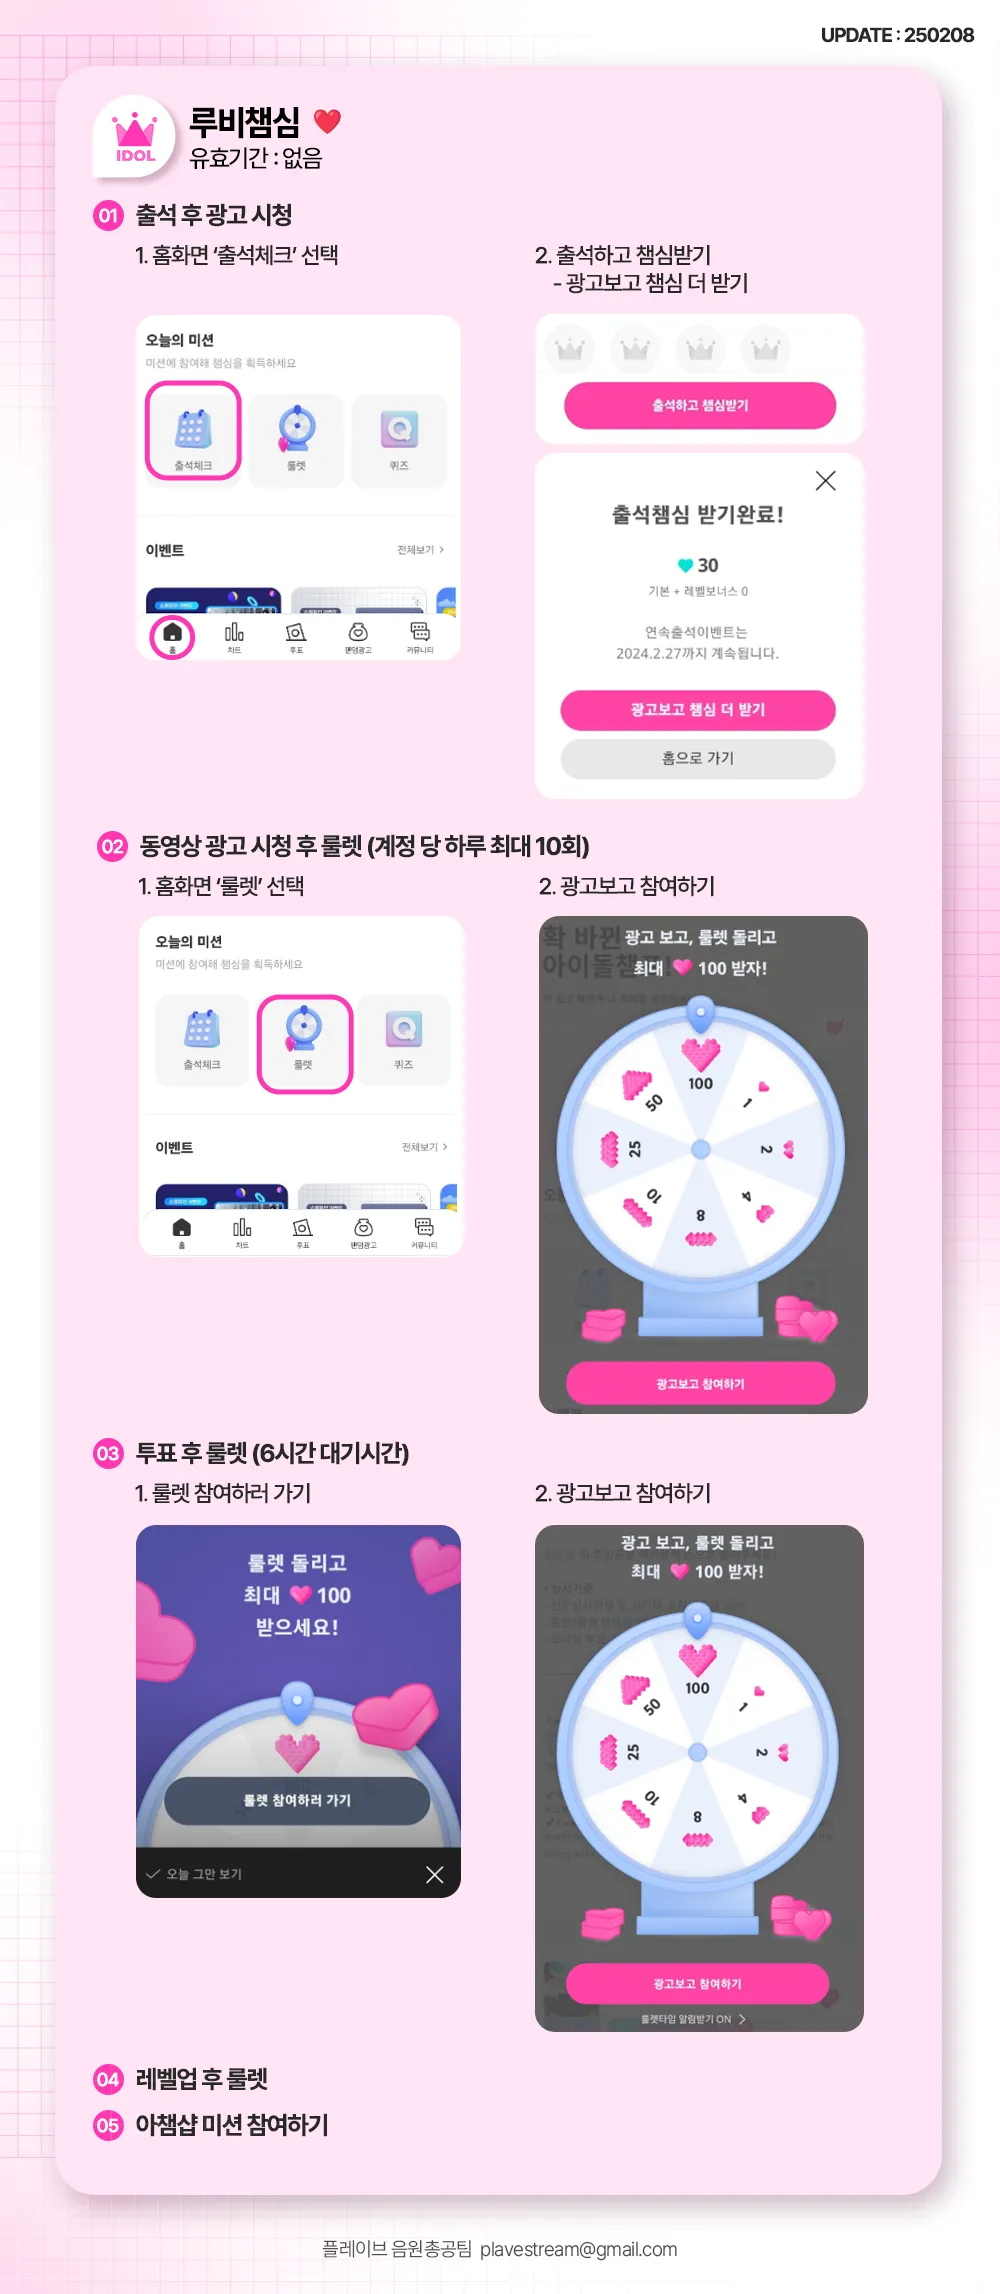 UPDATE : 250208
IDOL
루비챔심 ❤️
유효기간 : 없음
01 출석 후 광고 시청
1. 홈화면 ‘출석체크’ 선택
오늘의 미션
미션에 참여해 챔심을 획득하세요
출석체크
룰렛
퀴즈
이벤트
전체보기 >
홈
차트
투표
팬덤광고
커뮤니티
2. 출석하고 챔심받기
- 광고보고 챔심 더 받기
출석하고 챔심받기
출석챔심 받기완료!
30
기본 + 레벨보너스 0
연속출석이벤트는
2024.2.27까지 계속됩니다.
광고보고 챔심 더 받기
홈으로 가기
02 동영상 광고 시청 후 룰렛 (계정 당 하루 최대 10회)
1. 홈화면 ‘룰렛’ 선택
오늘의 미션
미션에 참여해 챔심을 획득하세요
출석체크
룰렛
퀴즈
이벤트
전체보기 >
홈
차트
투표
팬덤광고
커뮤니티
2. 광고보고 참여하기
확 바뀐
아이돌챔프!
광고 보고, 룰렛 돌리고
최대 100 받자!
100
1
2
4
8
10
25
50
광고보고 참여하기
03 투표 후 룰렛 (6시간 대기시간)
1. 룰렛 참여하러 가기
룰렛 돌리고
최대 100
받으세요!
룰렛 참여하러 가기
오늘 그만 보기
2. 광고보고 참여하기
광고 보고, 룰렛 돌리고
최대 100 받자!
100
1
2
4
8
10
25
50
광고보고 참여하기
룰렛타임 알림받기 ON >
04 레벨업 후 룰렛
05 아챔샵 미션 참여하기
플레이브 음원총공팀 plavestream@gmail.com